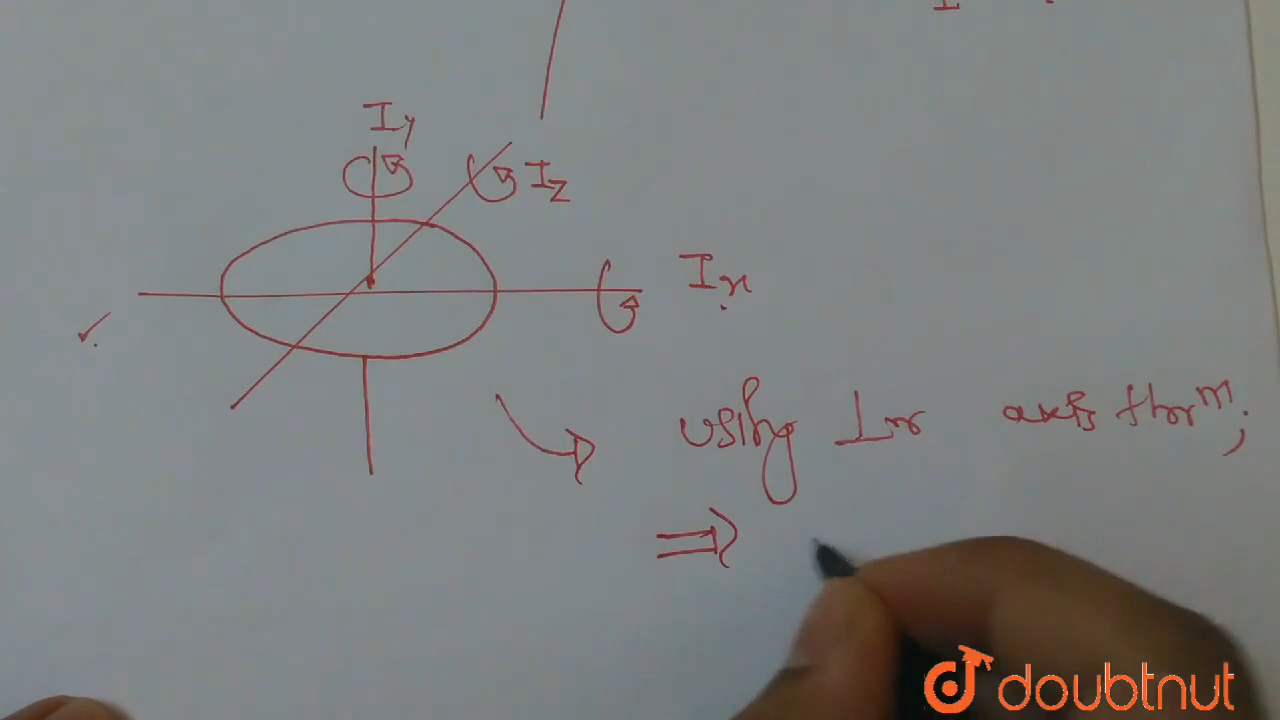 I
Iy
Iz
Ix
using ⊥r axis thrm;
⇒
doubtnut